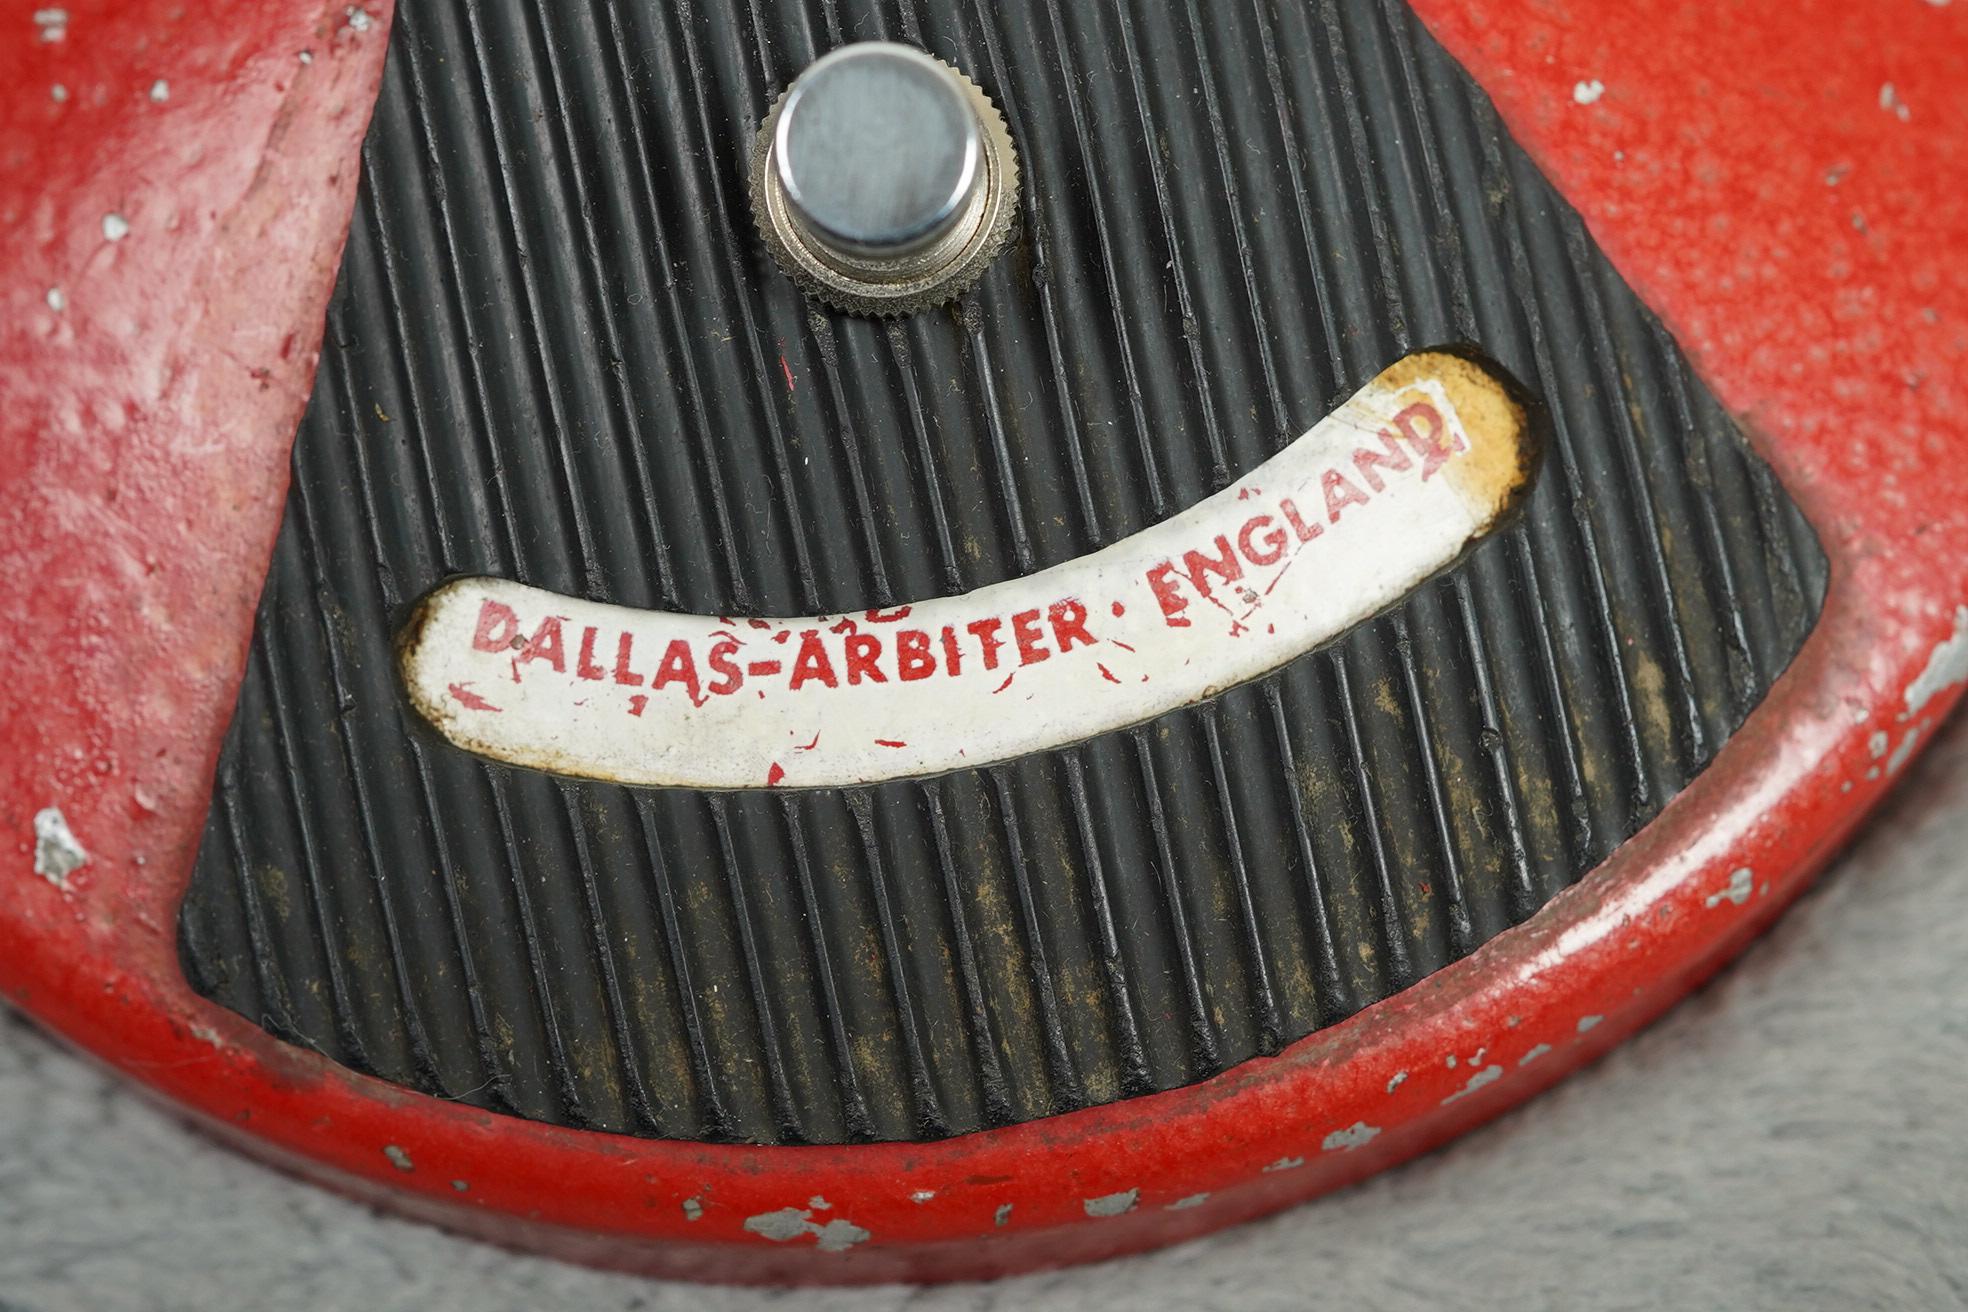 DALLAS-ARBITER · ENGLAND